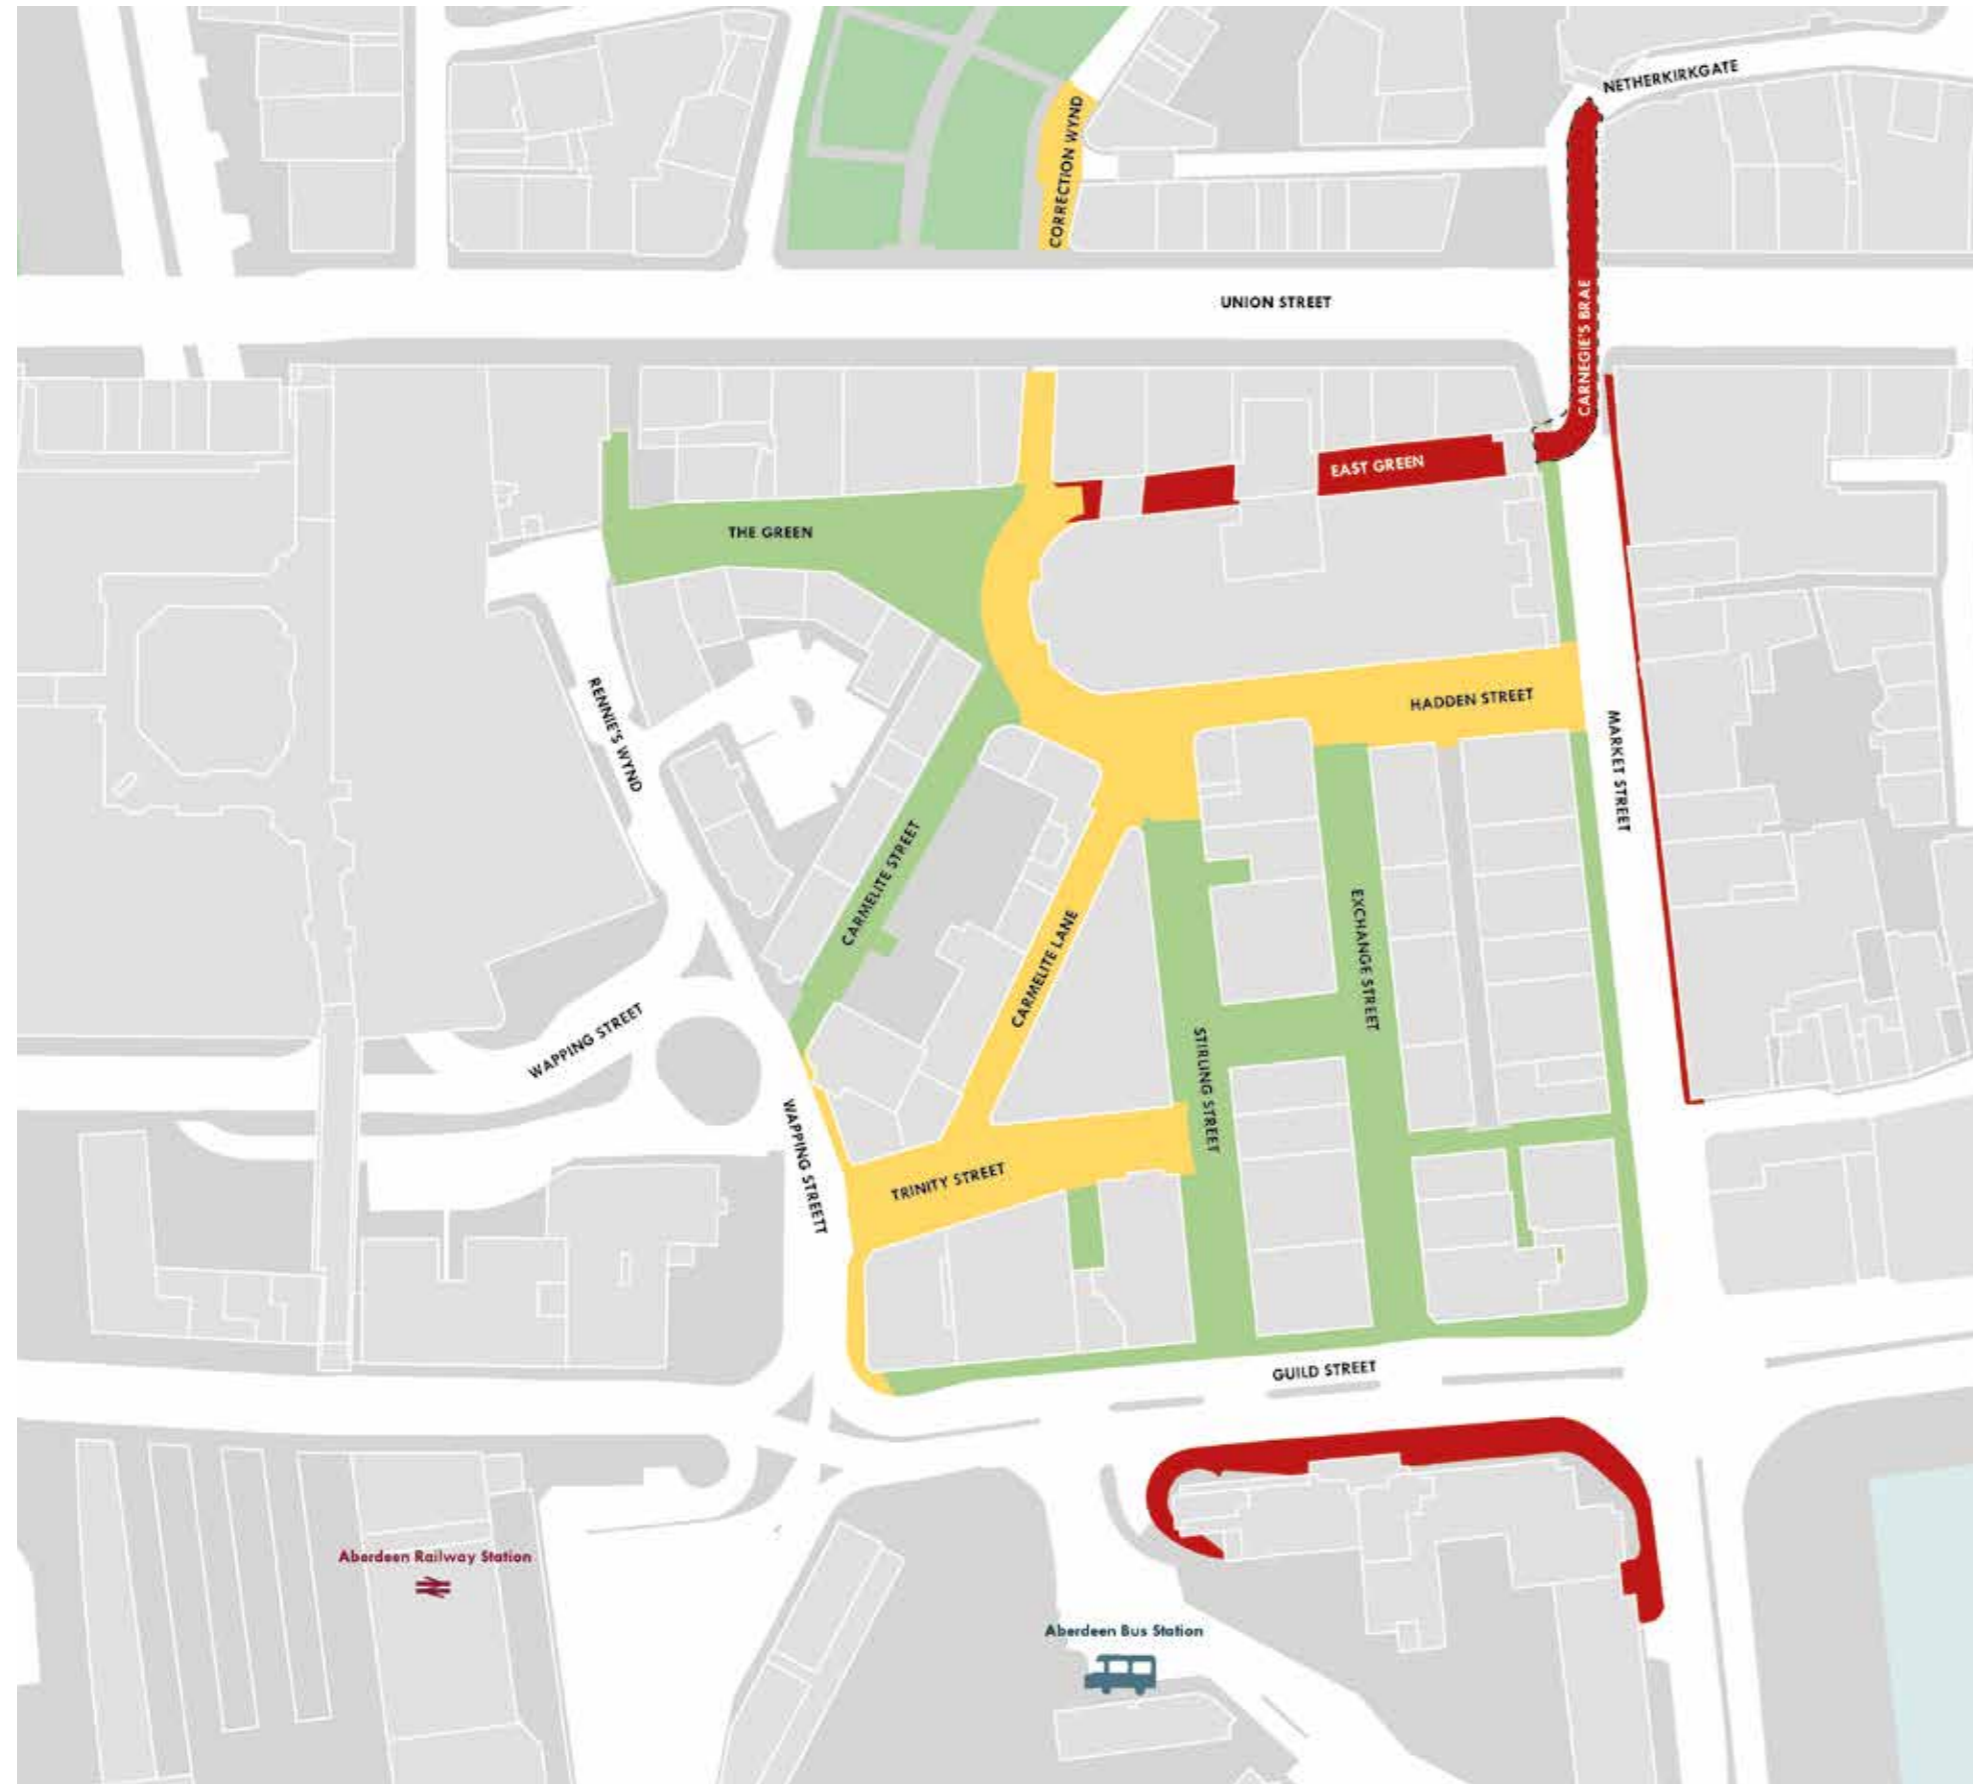 NETHERKIRKGATE
CORRECTION WYND
UNION STREET
CARNEGIE'S BRAE
EAST GREEN
THE GREEN
RENNIE'S WYND
HADDEN STREET
MARKET STREET
CARMELITE STREET
EXCHANGE STREET
CARMELITE LANE
WAPPING STREET
STIRLING STREET
WAPPING STREETT
TRINITY STREET
GUILD STREET
Aberdeen Railway Station
Aberdeen Bus Station